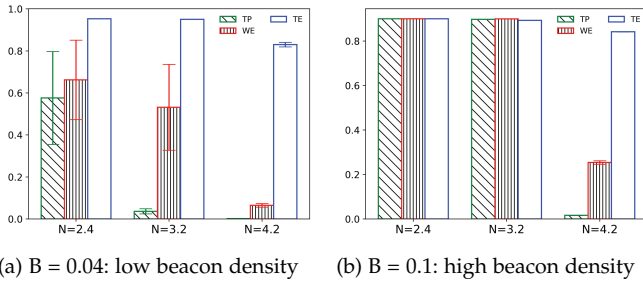 1.0
0.8
0.6
0.4
0.2
0.0
TP
WE
TE
N=2.4 N=3.2 N=4.2
0.8
0.6
0.4
0.2
0.0
TP
WE
TE
N=2.4 N=3.2 N=4.2
(a) B = 0.04: low beacon density
(b) B = 0.1: high beacon density